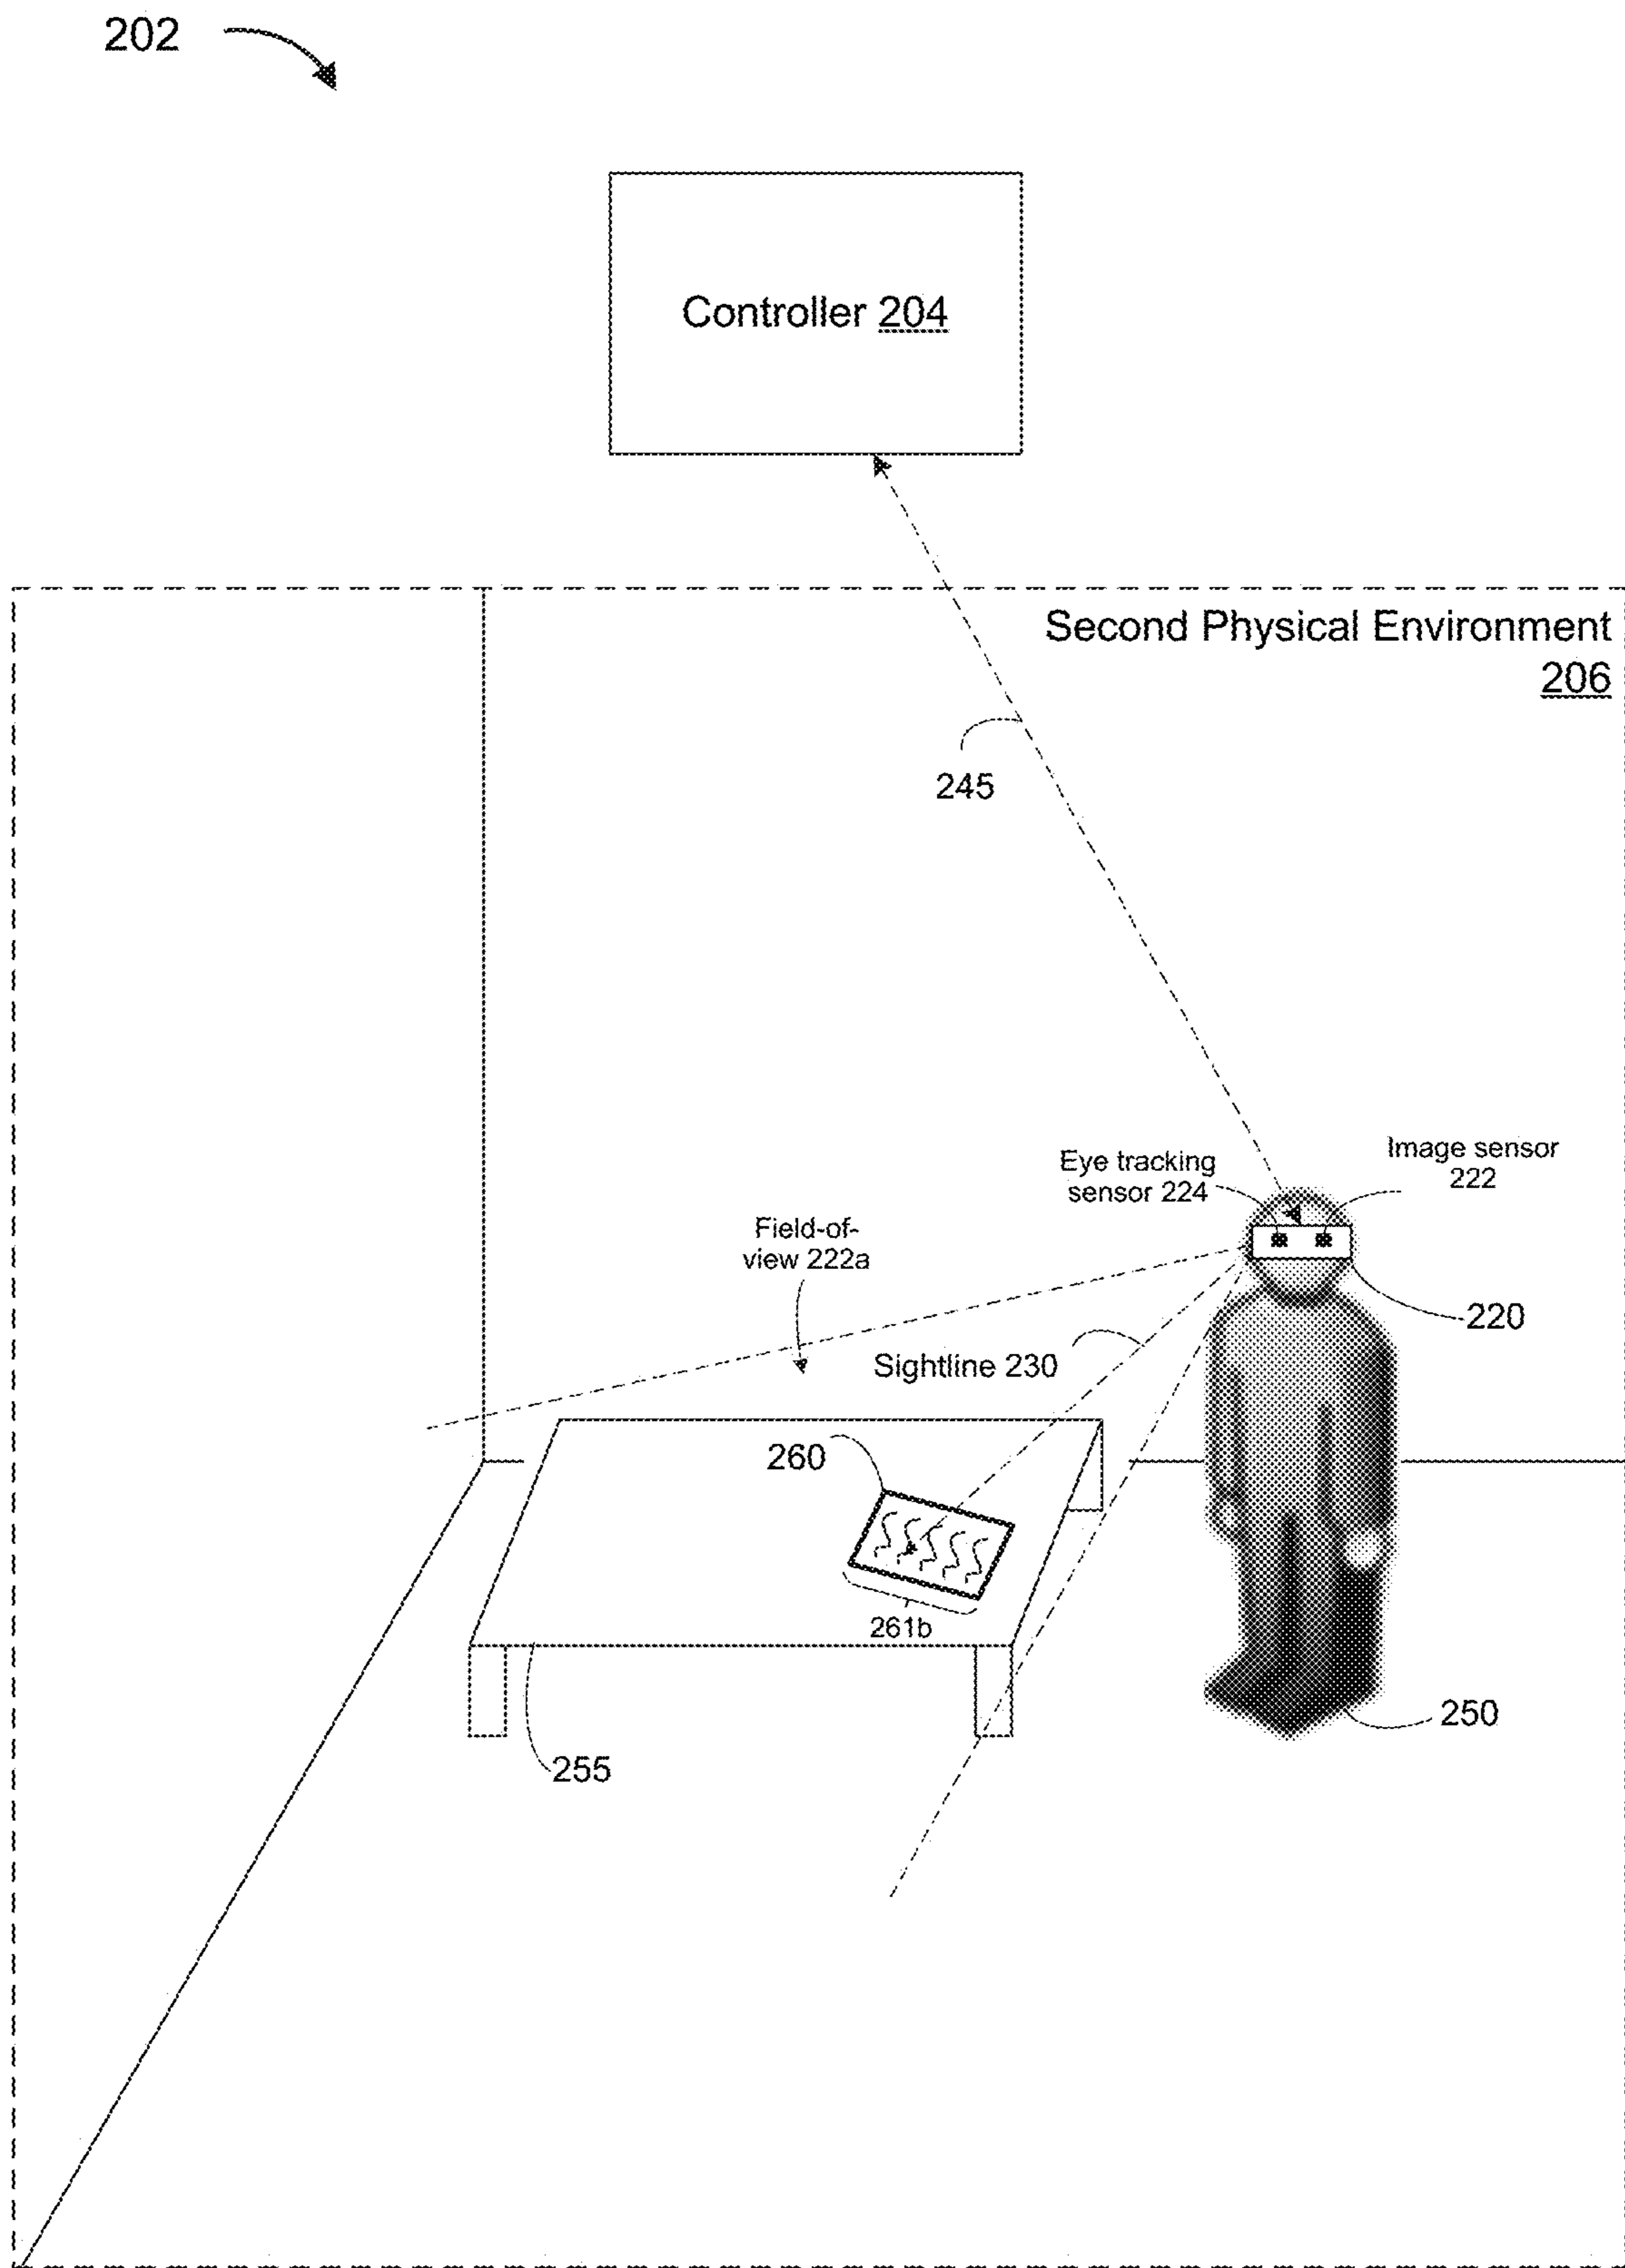 202
Controller 204
Second Physical Environment
206
245
Eye tracking
sensor 224
Image sensor
222
Field-of-
view 222a
220
Sightline 230
260
261b
250
255